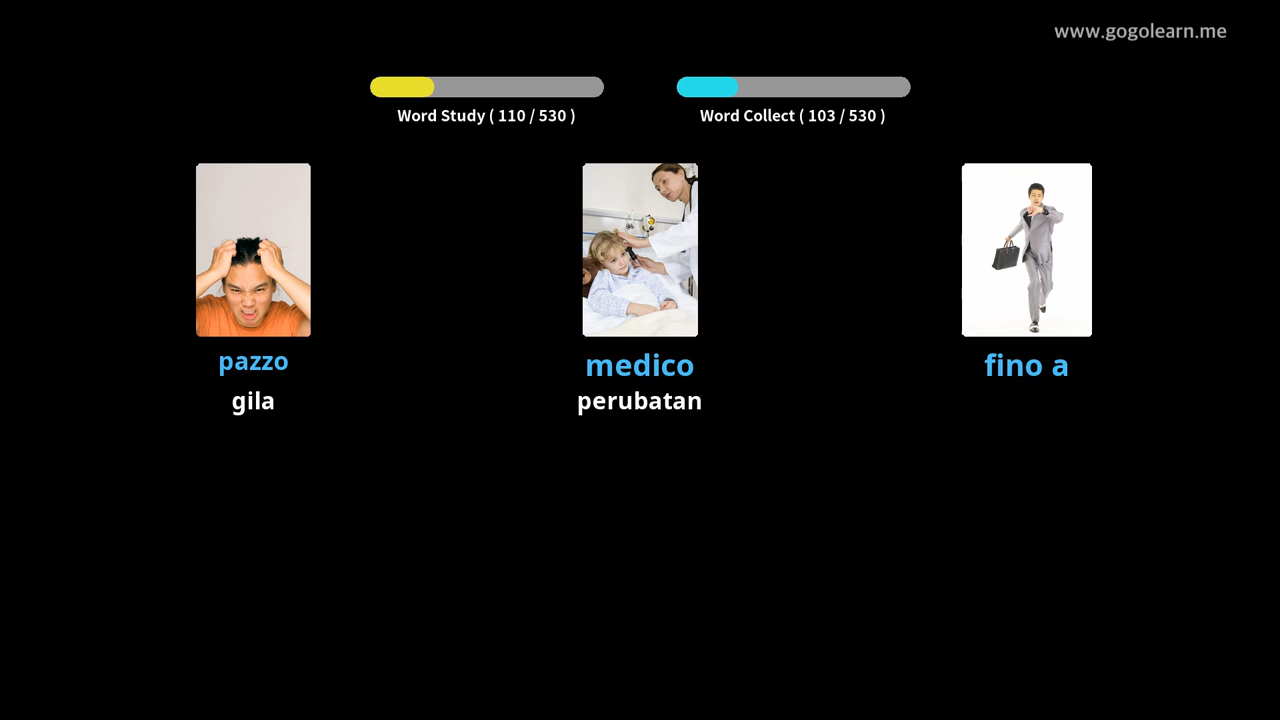 www.gogolearn.me
Word Study ( 110 / 530 )
Word Collect ( 103 / 530 )
pazzo
gila
medico
perubatan
fino a